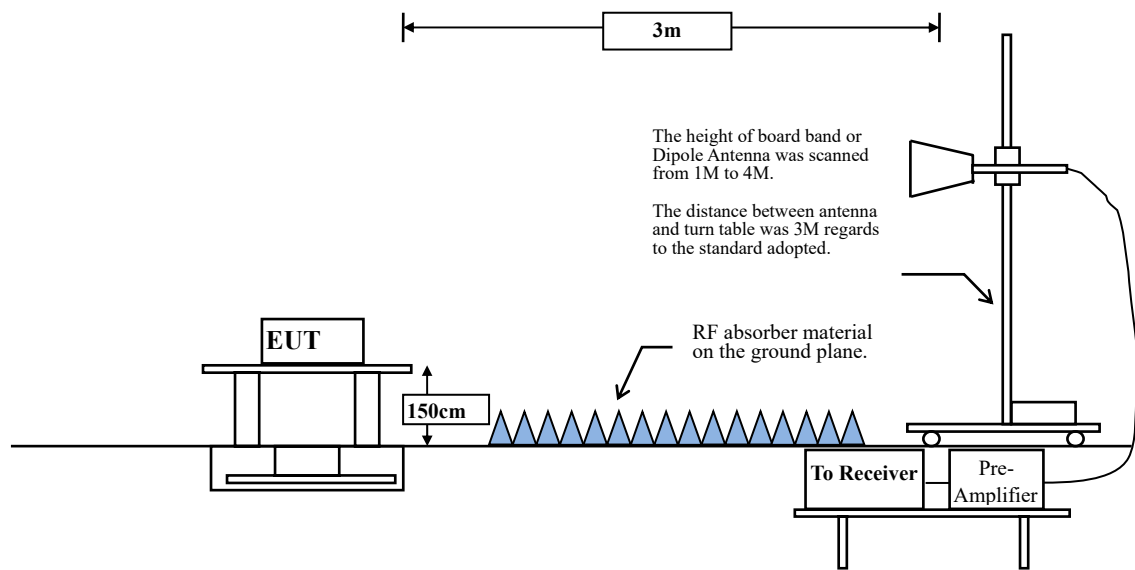 3m
The height of board band or
Dipole Antenna was scanned
from 1M to 4M.
The distance between antenna
and turn table was 3M regards
to the standard adopted.
EUT
RF absorber material
on the ground plane.
150cm
To Receiver
Pre-
Amplifier